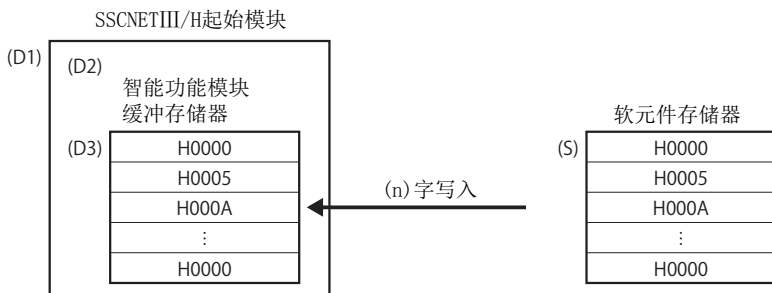 SSCNETⅢ/H起始模块
(D1)
(D2)
智能功能模块
缓冲存储器
(D3)
H0000
H0005
H000A
⋮
H0000
(n)字写入
软元件存储器
(S)
H0000
H0005
H000A
⋮
H0000